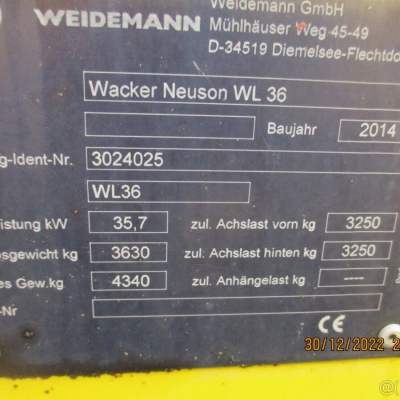 WEIDEMANN
Weidemann GmbH
Mühlhäuser Weg 45-49
D-34519 Diemelsee-Flechtdo
Wacker Neuson WL 36
Baujahr 2014
g-Ident-Nr. 3024025
WL36
istung kW 35,7 zul. Achslast vorn kg 3250
sgewicht kg 3630 zul. Achslast hinten kg 3250
es Gew.kg 4340 zul. Anhängelast kg ----
-Nr
CE
30/12/2022